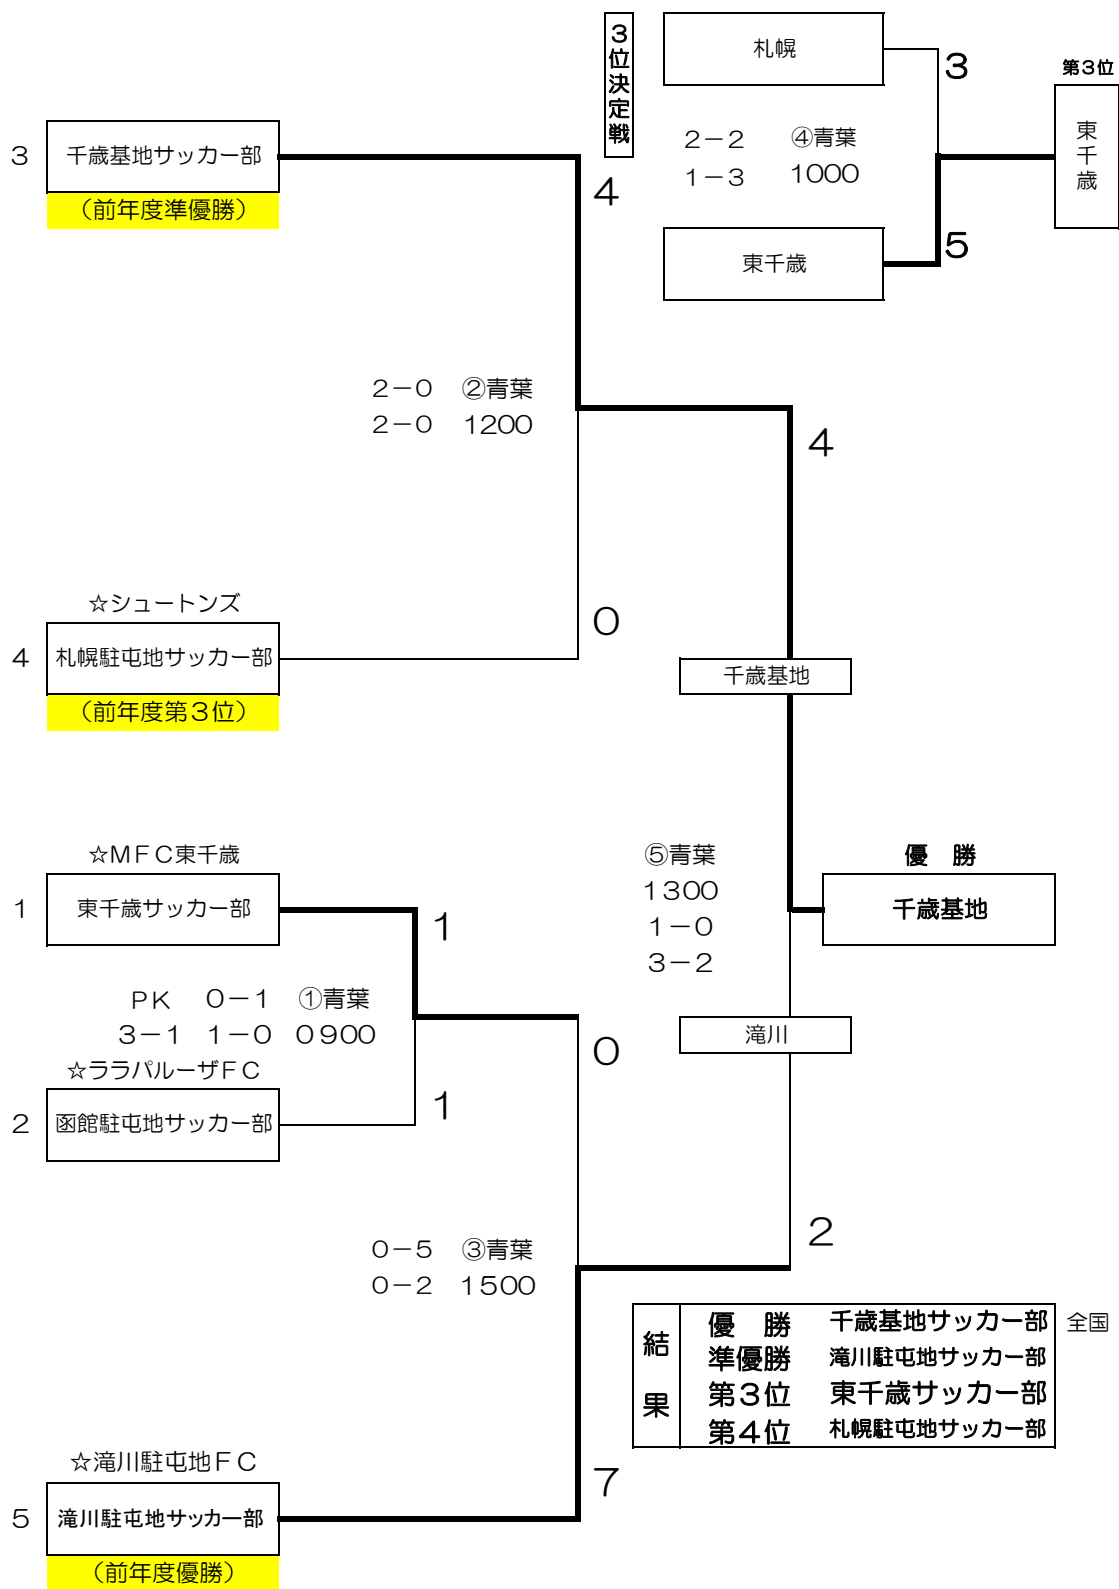 3位決定戦
札幌
3
第3位
東千歳
2－2　④青葉
1－3　1000
東千歳
5
3
千歳基地サッカー部
（前年度準優勝）
4
2－0　②青葉
2－0　1200
4
0
☆シュートンズ
4
札幌駐屯地サッカー部
（前年度第3位）
千歳基地
☆ＭＦＣ東千歳
1
東千歳サッカー部
1
⑤青葉
1300
1－0
3－2
優　勝
千歳基地
ＰＫ　0－1　①青葉
3－1　1－0　0900
0
滝川
☆ララパルーザＦＣ
2
函館駐屯地サッカー部
1
2
0－5　③青葉
0－2　1500
結果
優　勝　千歳基地サッカー部　全国
準優勝　滝川駐屯地サッカー部
第3位　東千歳サッカー部
第4位　札幌駐屯地サッカー部
7
☆滝川駐屯地ＦＣ
5
滝川駐屯地サッカー部
（前年度優勝）